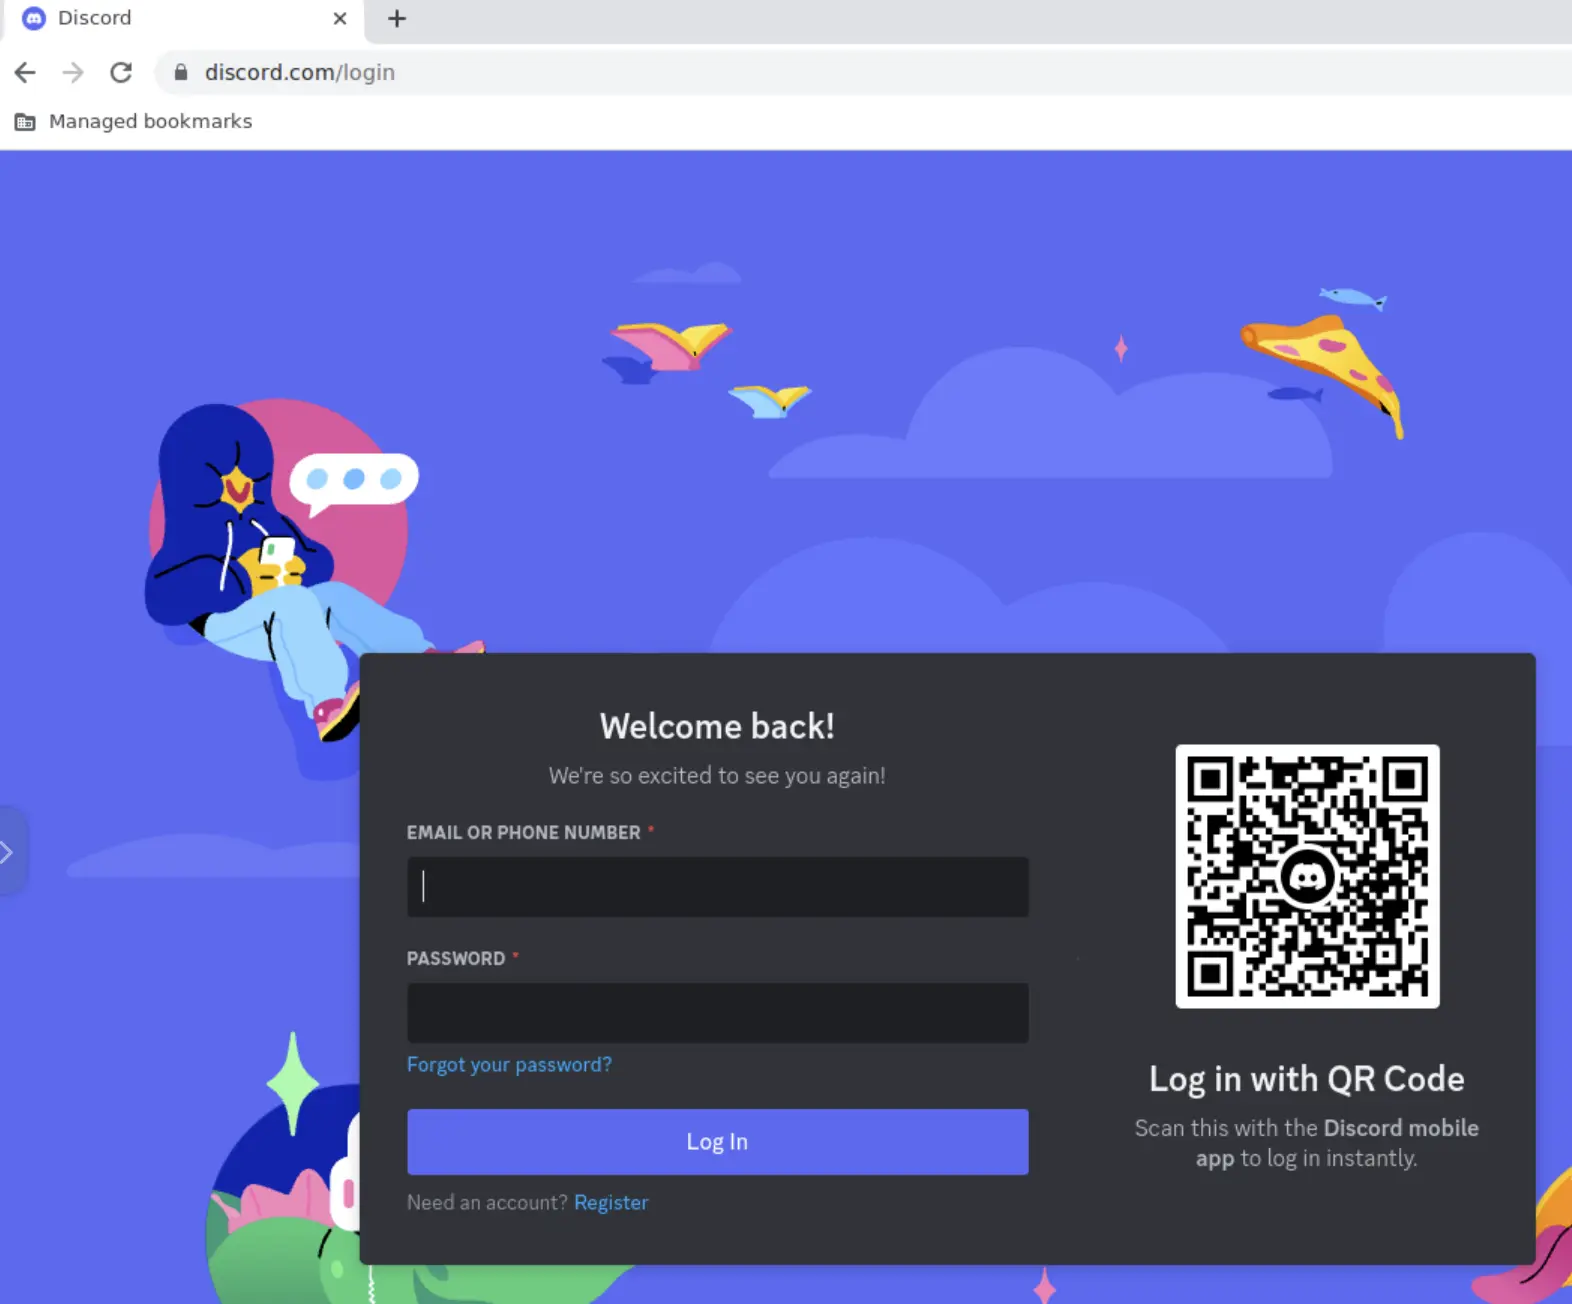 Discord
discord.com/login
Managed bookmarks
Welcome back!
We're so excited to see you again!
EMAIL OR PHONE NUMBER *
PASSWORD *
Forgot your password?
Log In
Need an account? Register
Log in with QR Code
Scan this with the Discord mobile
app to log in instantly.